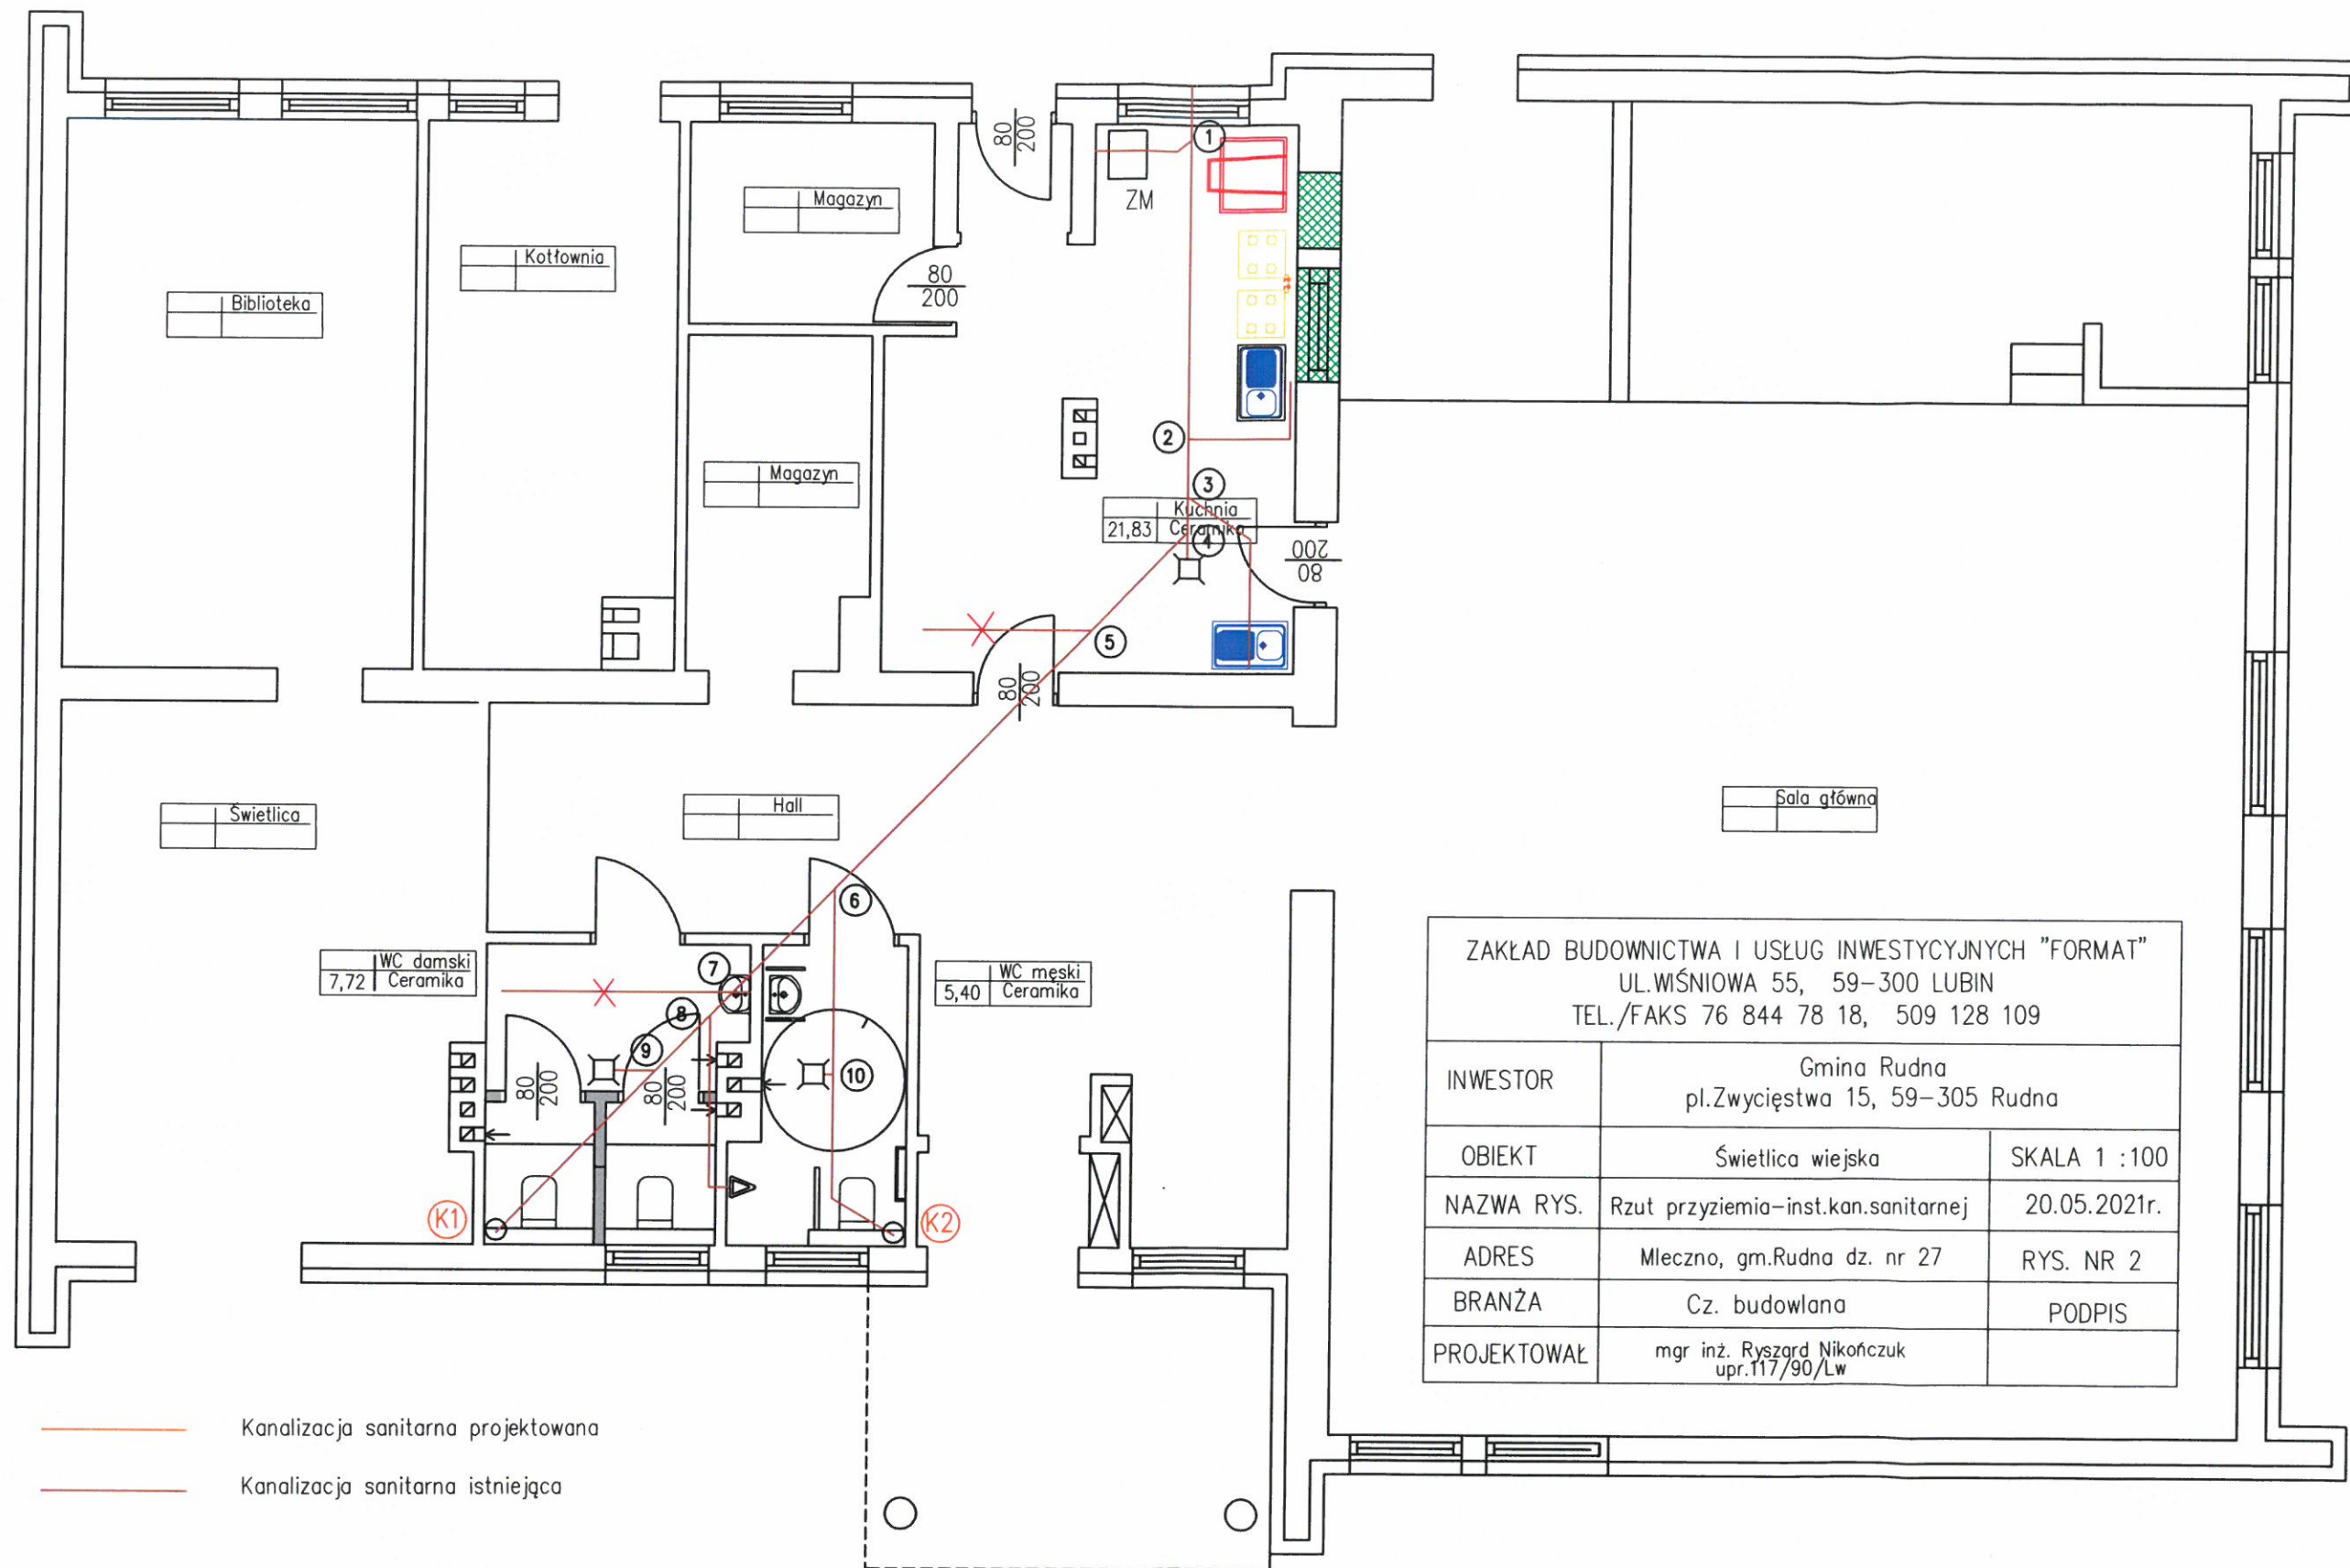 80
200
1
ZM
Magazyn
Kotłownia
80
200
Biblioteka
2
Magazyn
3
Kuchnia
21,83 Ceramika
4
80
200
5
80
200
Świetlica
Hall
Sala główna
6
WC damski
7,72 Ceramika
7
WC męski
5,40 Ceramika
8
9
80
200
80
200
10
K1
K2
ZAKŁAD BUDOWNICTWA I USŁUG INWESTYCYJNYCH "FORMAT"
UL.WIŚNIOWA 55, 59-300 LUBIN
TEL./FAKS 76 844 78 18, 509 128 109
INWESTOR
Gmina Rudna
pl.Zwycięstwa 15, 59-305 Rudna
OBIEKT Świetlica wiejska SKALA 1 :100
NAZWA RYS. Rzut przyziemia-inst.kan.sanitarnej 20.05.2021r.
ADRES Mleczno, gm.Rudna dz. nr 27 RYS. NR 2
BRANŻA Cz. budowlana PODPIS
PROJEKTOWAŁ mgr inż. Ryszard Nikończuk
upr.117/90/Lw
Kanalizacja sanitarna projektowana
Kanalizacja sanitarna istniejąca